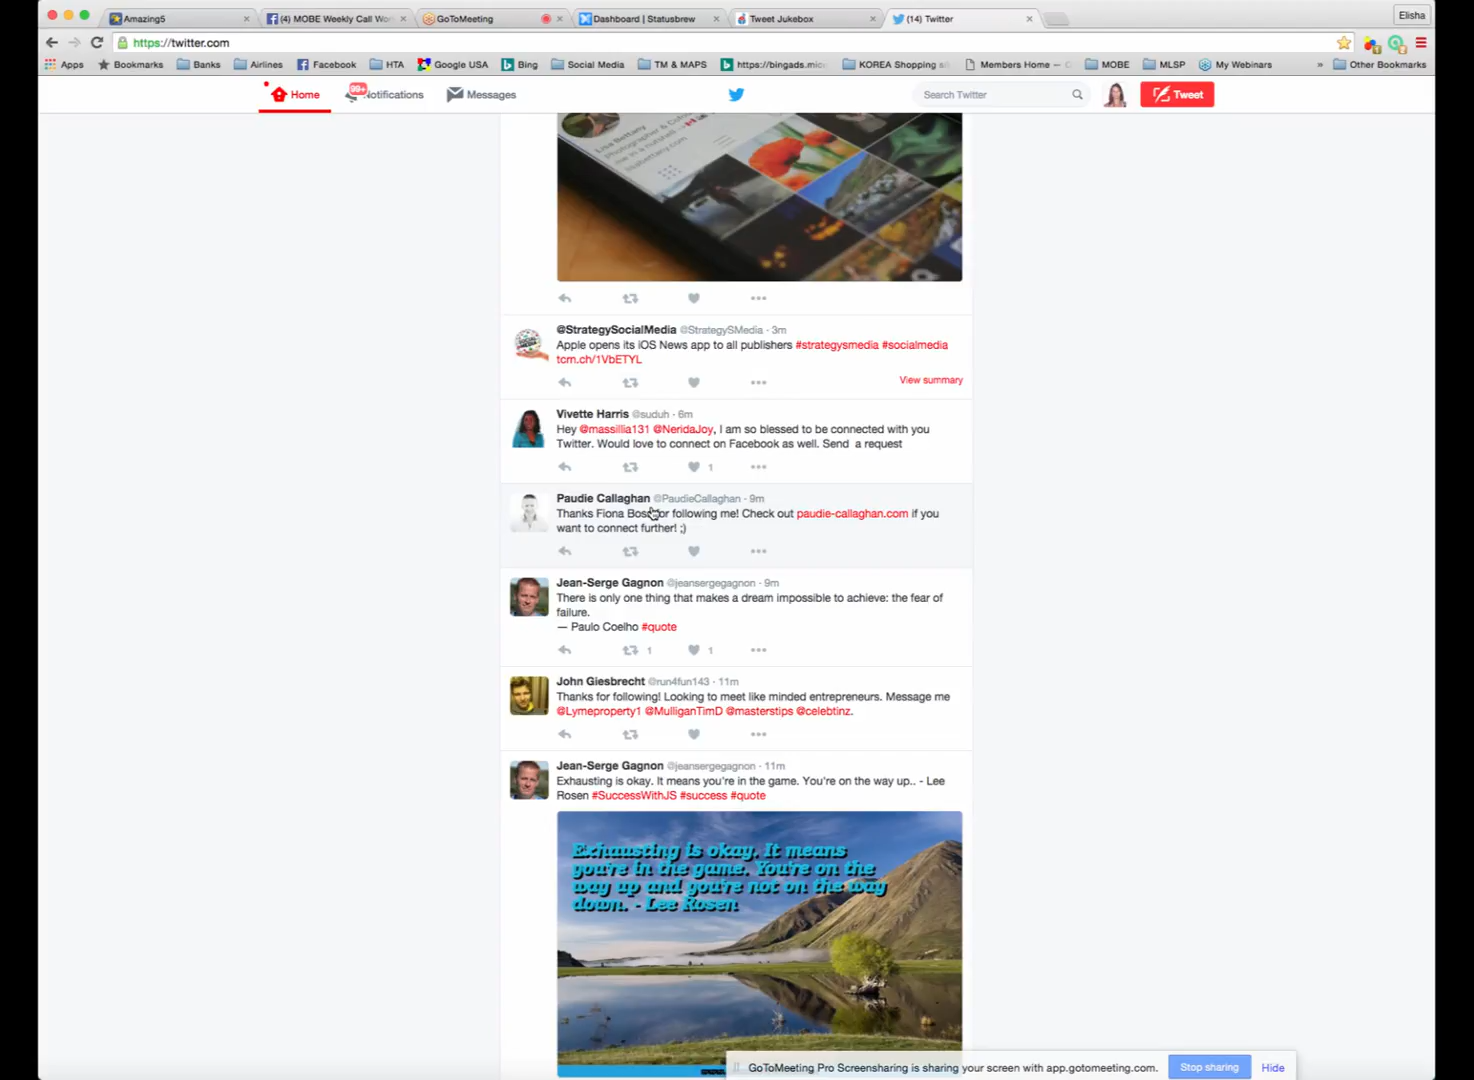 Amazing5
(4) MOBE Weekly Call Wo
GoToMeeting
Dashboard | Statusbrew
Tweet Jukebox
(14) Twitter
Elisha
https://twitter.com
Apps
Bookmarks
Banks
Airlines
Facebook
HTA
Google USA
Bing
Social Media
TM & MAPS
https://bingads.mic
KOREA Shopping si
Members Home –
MOBE
MLSP
My Webinars
»
Other Bookmarks
Home
99+
Notifications
Messages
Search Twitter
Tweet
Lisa Bettany
@StrategySocialMedia @StrategySMedia · 3m
Apple opens its iOS News app to all publishers #strategysmedia #socialmedia
tcrn.ch/1VbETYL
View summary
Vivette Harris @suduh · 6m
Hey @massillia131 @NeridaJoy, I am so blessed to be connected with you
Twitter. Would love to connect on Facebook as well. Send a request
1
Paudie Callaghan @PaudieCallaghan · 9m
Thanks Fiona for following me! Check out paudie-callaghan.com if you
want to connect further! ;)
Jean-Serge Gagnon @jeansergegagnon · 9m
There is only one thing that makes a dream impossible to achieve: the fear of
failure.
— Paulo Coelho #quote
1 1
John Giesbrecht @run4fun143 · 11m
Thanks for following! Looking to meet like minded entrepreneurs. Message me
@Lymeproperty1 @MulliganTimD @masterstips @celebtinz.
Jean-Serge Gagnon @jeansergegagnon · 11m
Exhausting is okay. It means you're in the game. You're on the way up.. - Lee
Rosen #SuccessWithJS #success #quote
Exhausting is okay. It means
you're in the game. You're on the
way up and you're not on the way
down. - Lee Rosen
GoToMeeting Pro Screensharing is sharing your screen with app.gotomeeting.com.
Stop sharing
Hide